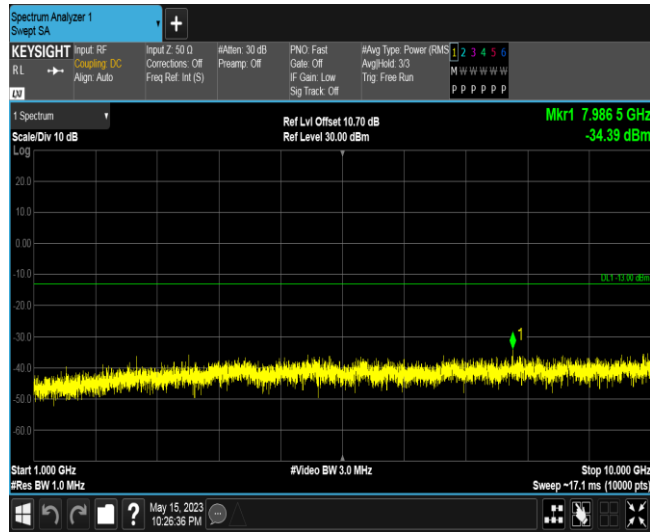 Spectrum Analyzer 1
Swept SA
KEYSIGHT Input: RF Input Z: 50 Ω #Atten: 30 dB PNO: Fast #Avg Type: Power (RMS 1 2 3 4 5 6
RL Coupling: DC Corrections: Off Preamp: Off Gate: Off Avg|Hold: 3/3 M W W W W W
Align: Auto Freq Ref: Int (S) IF Gain: Low Trig: Free Run
LXI Sig Track: Off P P P P P P
1 Spectrum Ref Lvl Offset 10.70 dB Mkr1 7.986 5 GHz
Scale/Div 10 dB Ref Level 30.00 dBm -34.39 dBm
Log
20.0
10.0
0.00
-10.0
DL1 -13.00 dBm
-20.0
-30.0
1
-40.0
-50.0
-60.0
Start 1.000 GHz #Video BW 3.0 MHz Stop 10.000 GHz
#Res BW 1.0 MHz Sweep ~17.1 ms (10000 pts)
? May 15, 2023
10:26:36 PM